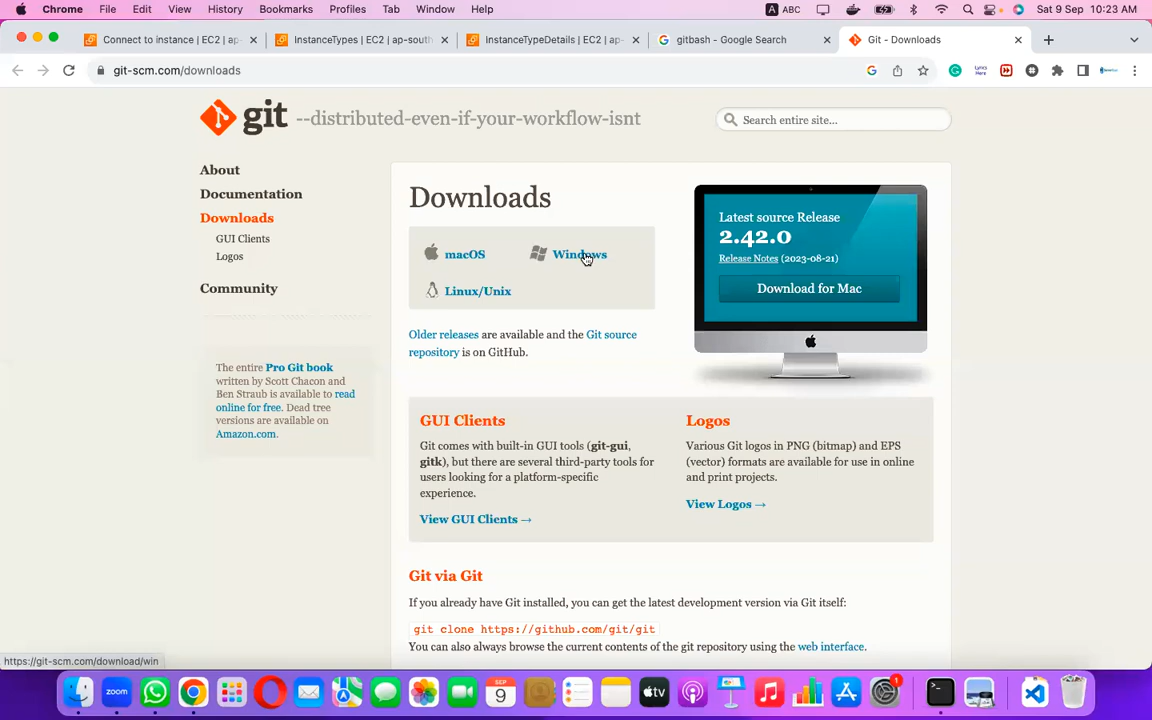 Chrome File Edit View History Bookmarks Profiles Tab Window Help A ABC Sat 9 Sep 10:23 AM
Connect to instance | EC2 | ap- InstanceTypes | EC2 | ap-south InstanceTypeDetails | EC2 | ap- gitbash - Google Search Git - Downloads
git-scm.com/downloads
git --distributed-even-if-your-workflow-isnt
Search entire site...
About
Documentation
Downloads
GUI Clients
Logos
Community
The entire Pro Git book
written by Scott Chacon and
Ben Straub is available to read
online for free. Dead tree
versions are available on
Amazon.com.
Downloads
macOS Windows
Linux/Unix
Older releases are available and the Git source
repository is on GitHub.
Latest source Release
2.42.0
Release Notes (2023-08-21)
Download for Mac
GUI Clients
Git comes with built-in GUI tools (git-gui,
gitk), but there are several third-party tools for
users looking for a platform-specific
experience.
View GUI Clients →
Logos
Various Git logos in PNG (bitmap) and EPS
(vector) formats are available for use in online
and print projects.
View Logos →
Git via Git
If you already have Git installed, you can get the latest development version via Git itself:
git clone https://github.com/git/git
You can also always browse the current contents of the git repository using the web interface.
https://git-scm.com/download/win
zoom SEP 9 tv 1